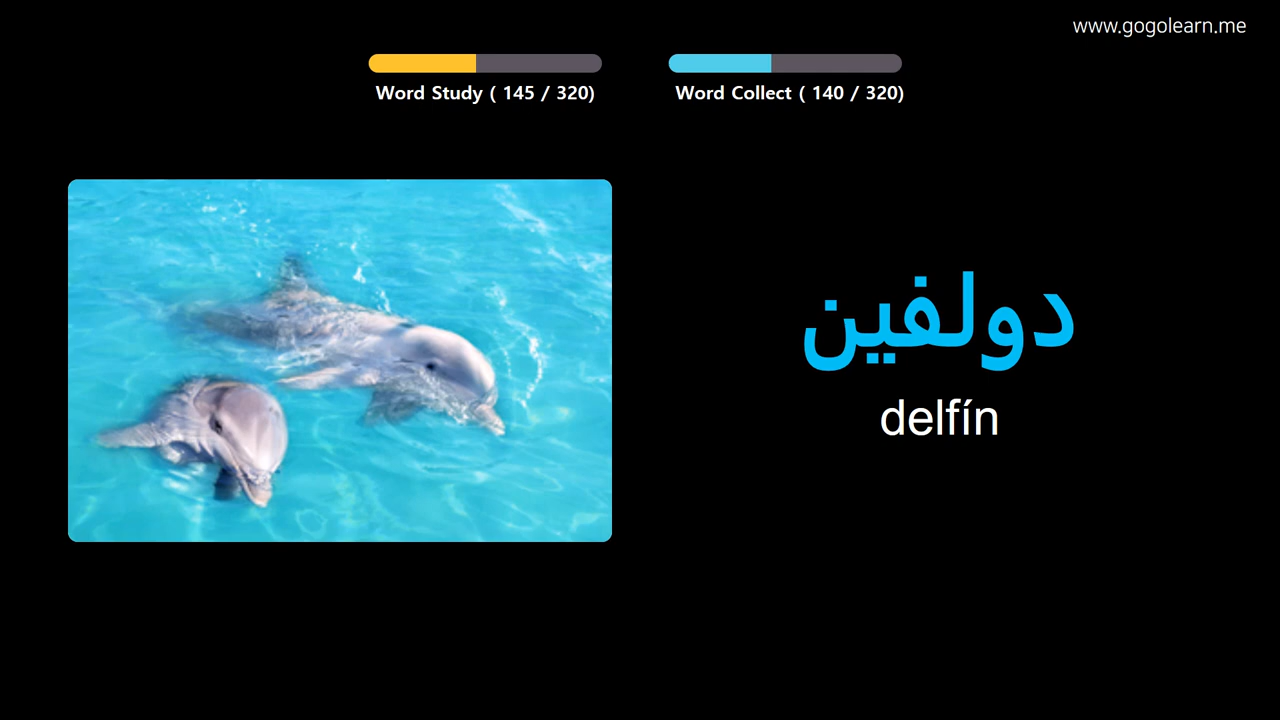 www.gogolearn.me
Word Study ( 145 / 320)
Word Collect ( 140 / 320)
دولفين
delfín